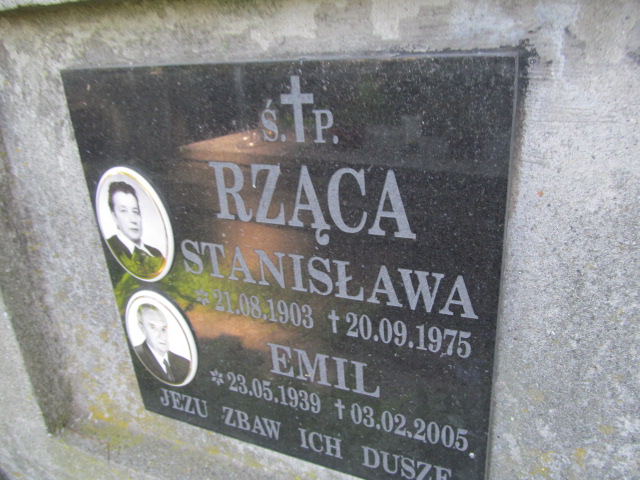 Ś.†P.
RZĄCA
STANISŁAWA
* 21.08.1903 † 20.09.1975
EMIL
* 23.05.1939 † 03.02.2005
JEZU ZBAW ICH DUSZE